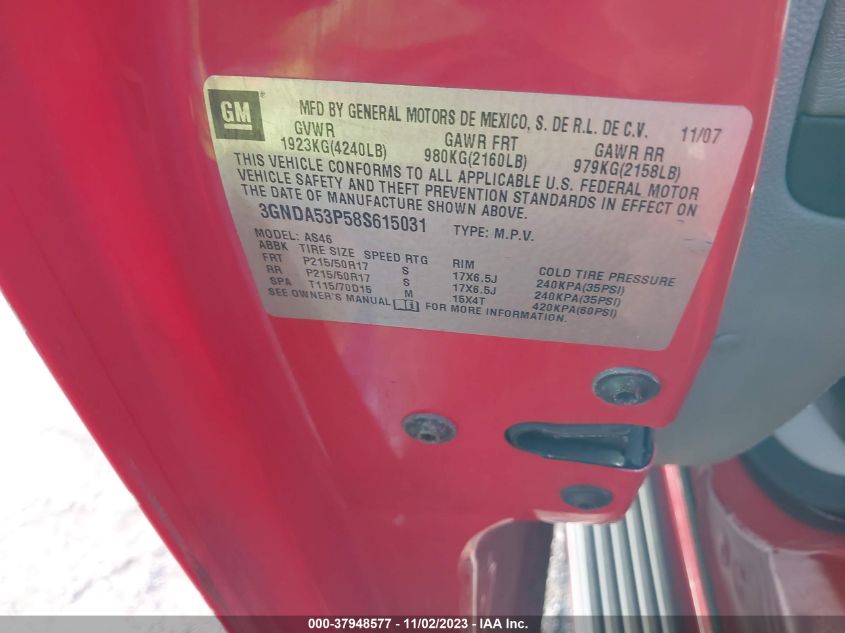 GM
MFD BY GENERAL MOTORS DE MEXICO, S. DE R.L. DE C.V. 11/07
GVWR GAWR FRT GAWR RR
1923KG(4240LB) 980KG(2160LB) 979KG(2158LB)
THIS VEHICLE CONFORMS TO ALL APPLICABLE U.S. FEDERAL MOTOR
VEHICLE SAFETY AND THEFT PREVENTION STANDARDS IN EFFECT ON
THE DATE OF MANUFACTURE SHOWN ABOVE.
3GNDA53P58S615031 TYPE: M.P.V.
MODEL: AS46
ABBK TIRE SIZE SPEED RTG RIM COLD TIRE PRESSURE
FRT P215/50R17 S 17X6.5J 240KPA(35PSI)
RR P215/50R17 S 17X6.5J 240KPA(35PSI)
SPA T115/70D15 M 15X4T 420KPA(60PSI)
SEE OWNER'S MANUAL FOR MORE INFORMATION.
000-37948577 - 11/02/2023 - IAA Inc.